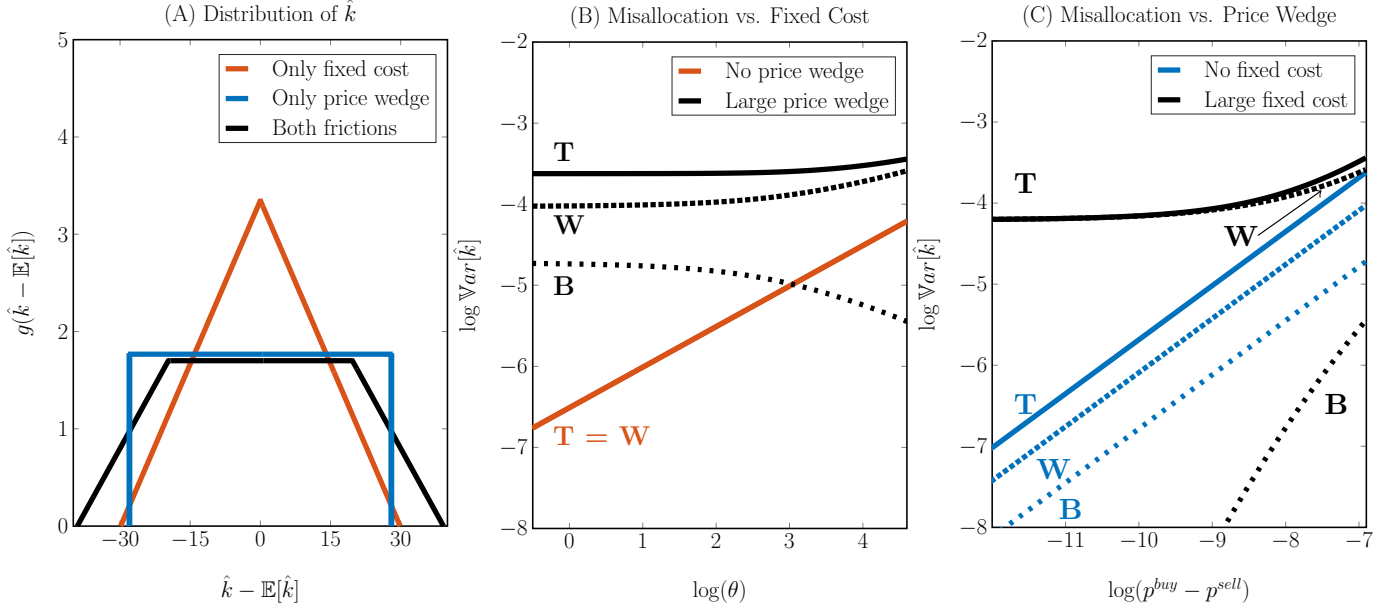 (A) Distribution of k̂
5
4
3
2
1
0
−30
−15
0
15
30
g(k̂ − 𝔼[k̂])
k̂ − 𝔼[k̂]
Only fixed cost
Only price wedge
Both frictions
(B) Misallocation vs. Fixed Cost
−2
−3
−4
−5
−6
−7
−8
0
1
2
3
4
log 𝕍ar[k̂]
log(θ)
No price wedge
Large price wedge
T
W
B
T = W
(C) Misallocation vs. Price Wedge
−2
−3
−4
−5
−6
−7
−8
−11
−10
−9
−8
−7
log 𝕍ar[k̂]
log(p^buy − p^sell)
No fixed cost
Large fixed cost
T
W
B
T
W
B